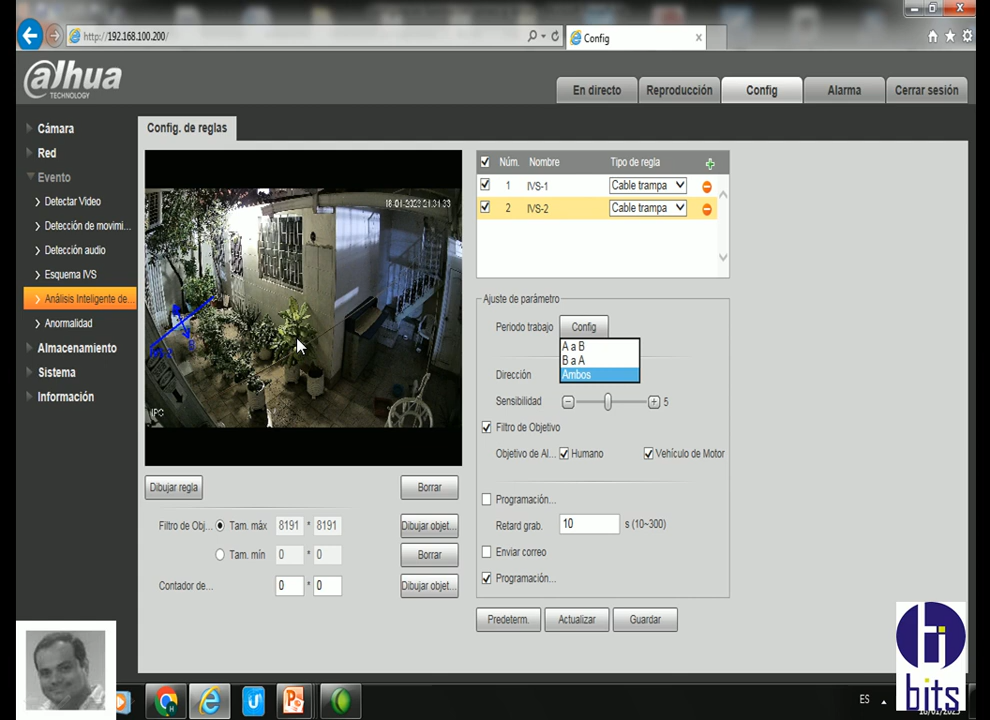 http://192.168.100.200/
Config
alhua
TECHNOLOGY
En directo
Reproducción
Config
Alarma
Cerrar sesión
Cámara
Red
Evento
Detectar Video
Detección de movimi...
Detección audio
Esquema IVS
Análisis Inteligente de...
Anormalidad
Almacenamiento
Sistema
Información
Config. de reglas
IPC
Núm. Nombre Tipo de regla
1 IVS-1 Cable trampa
2 IVS-2 Cable trampa
Ajuste de parámetro
Periodo trabajo Config
A a B
B a A
Dirección Ambos
Sensibilidad 5
Filtro de Objetivo
Objetivo de Al... Humano Vehículo de Motor
Programación...
Retard grab. 10 s (10~300)
Enviar correo
Programación...
Predeterm. Actualizar Guardar
Dibujar regla Borrar
Filtro de Obj... Tam. máx 8191 * 8191 Dibujar objet...
Tam. mín 0 * 0 Borrar
Contador de... 0 * 0 Dibujar objet...
ES
bits